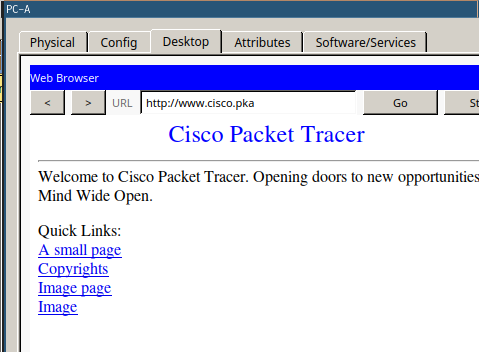 PC-A
Physical Config Desktop Attributes Software/Services
Web Browser
< > URL http://www.cisco.pka Go St
Cisco Packet Tracer
Welcome to Cisco Packet Tracer. Opening doors to new opportunities
Mind Wide Open.
Quick Links:
A small page
Copyrights
Image page
Image